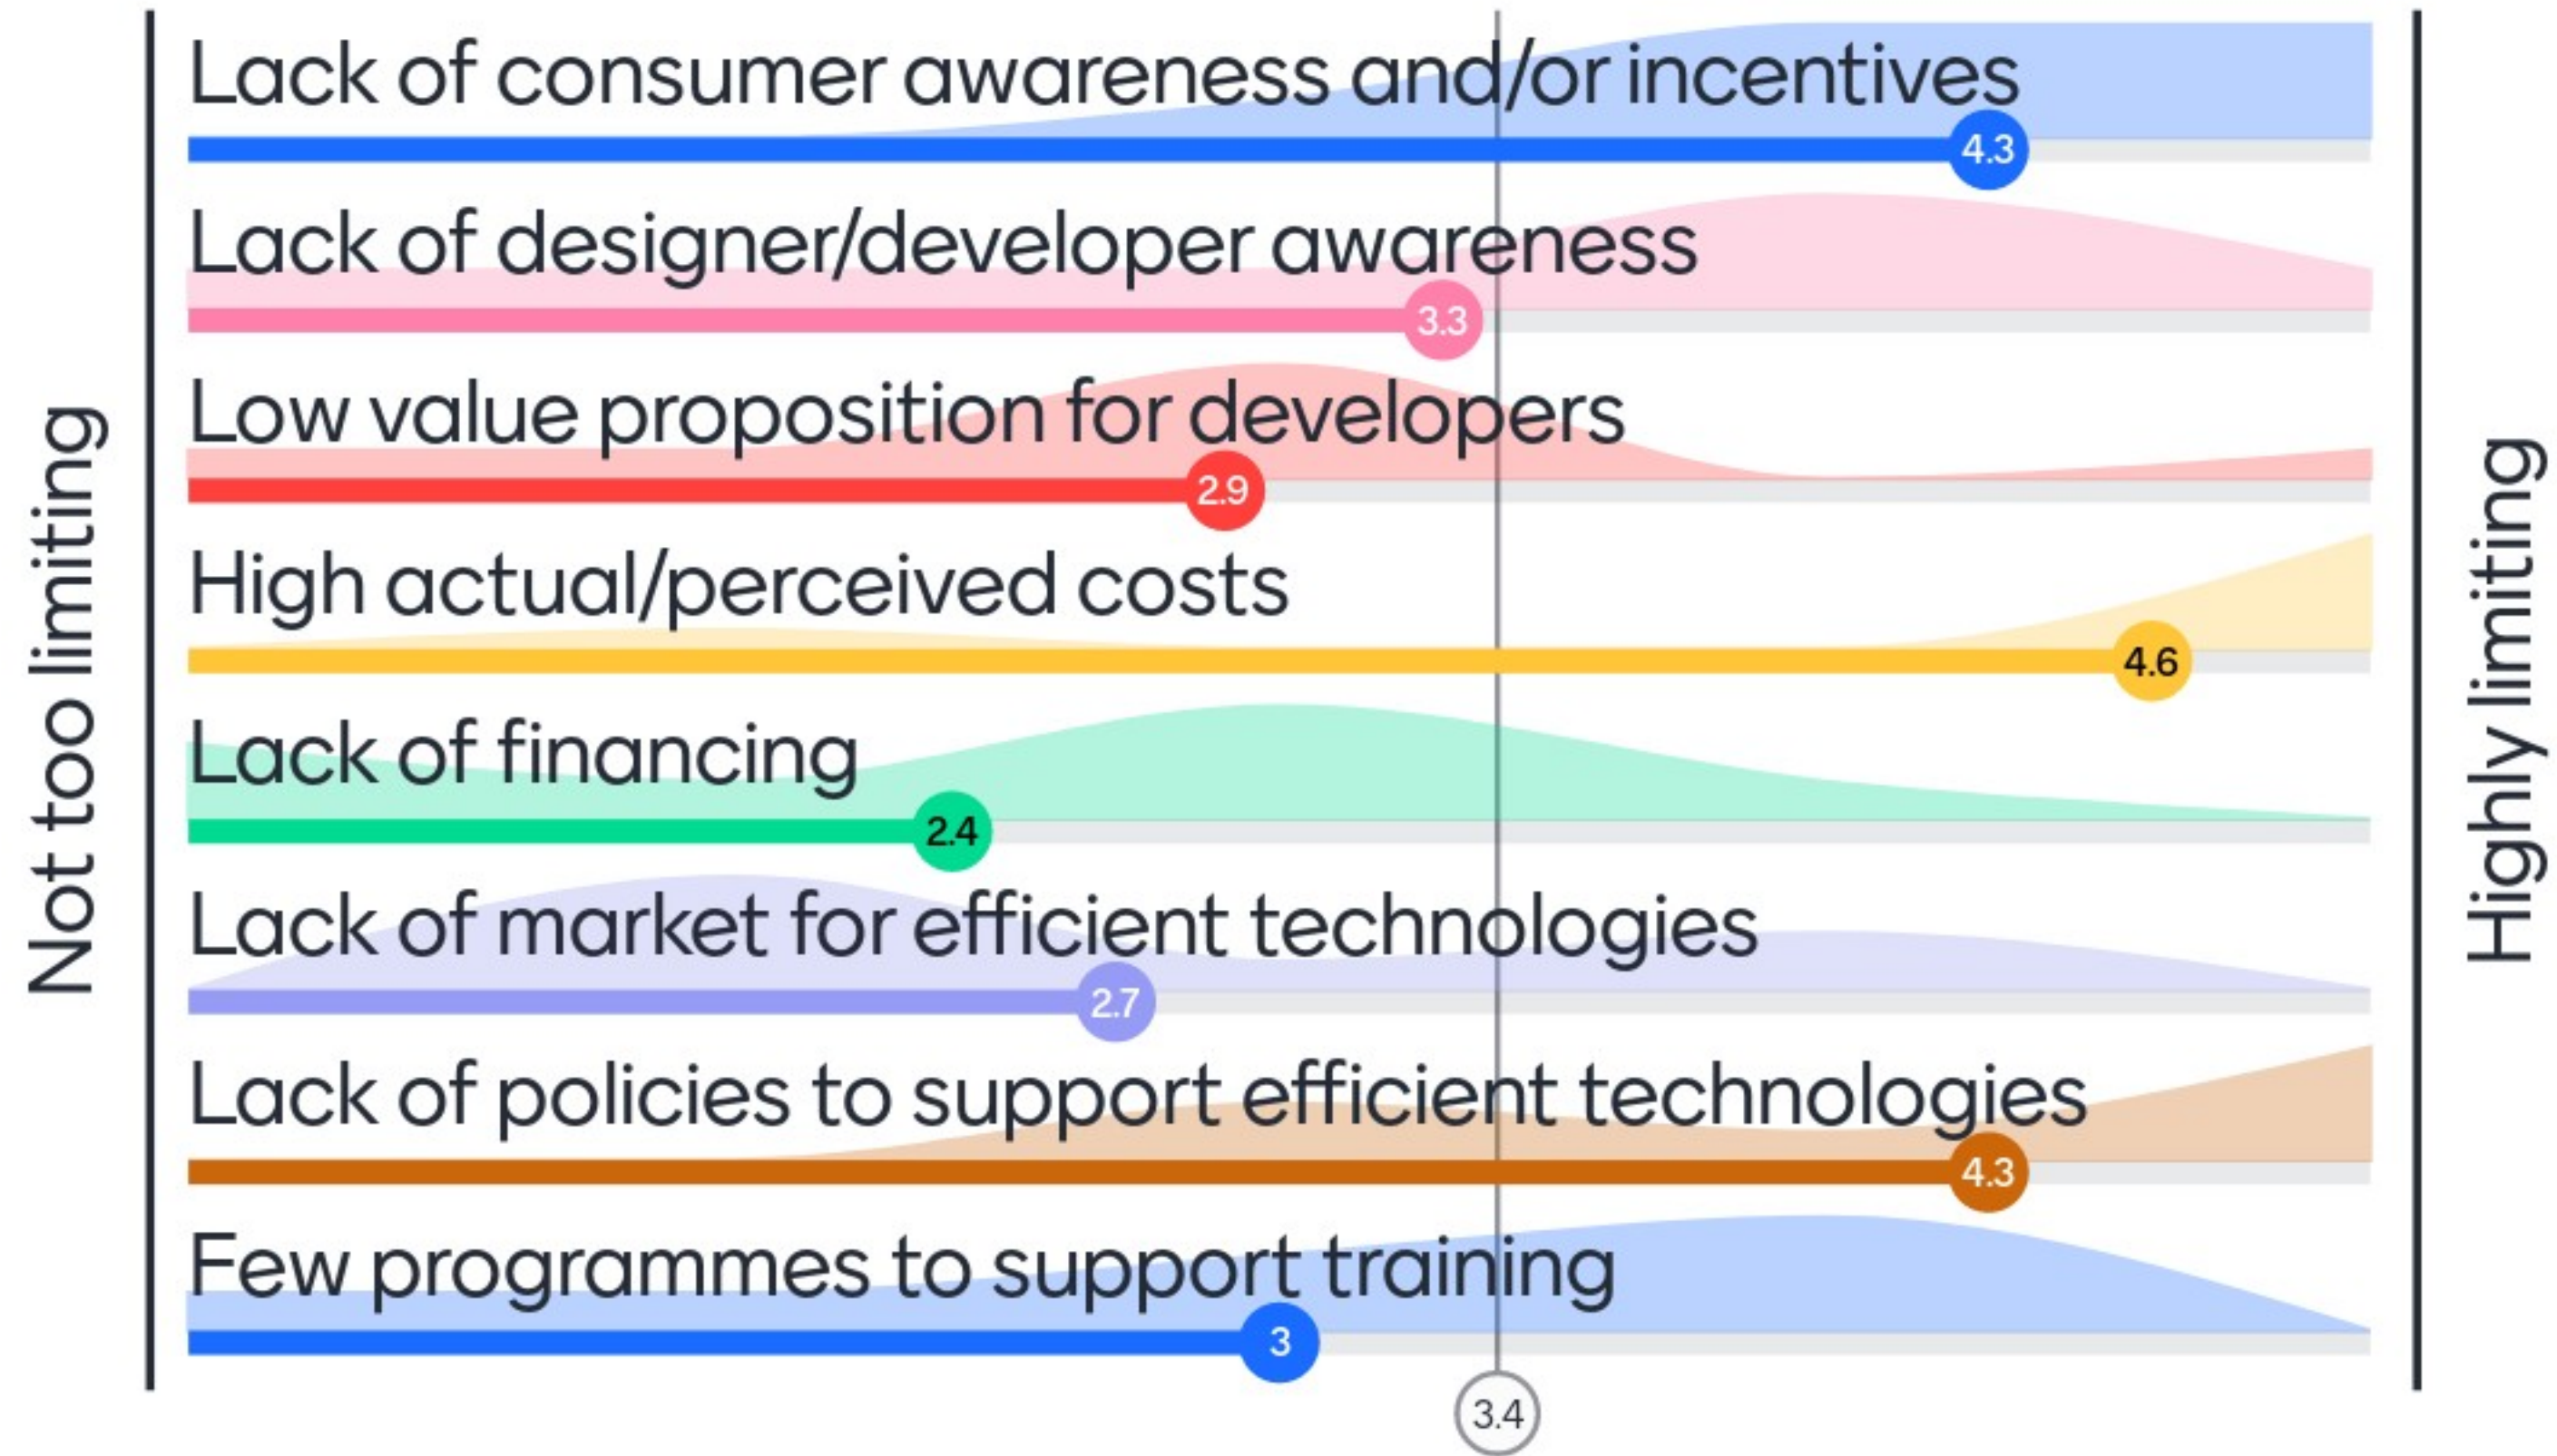 Not too limiting
Lack of consumer awareness and/or incentives
4.3
Lack of designer/developer awareness
3.3
Low value proposition for developers
2.9
High actual/perceived costs
4.6
Lack of financing
2.4
Lack of market for efficient technologies
2.7
Lack of policies to support efficient technologies
4.3
Few programmes to support training
3
3.4
Highly limiting